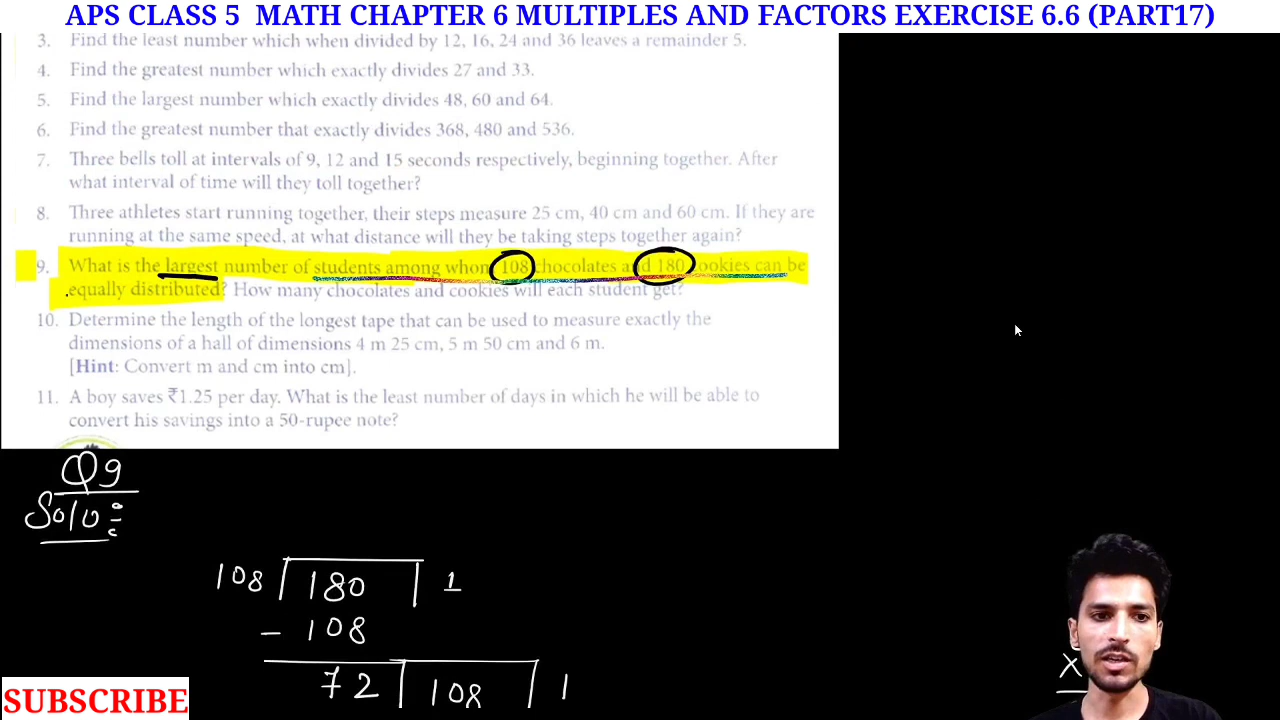 APS CLASS 5 MATH CHAPTER 6 MULTIPLES AND FACTORS EXERCISE 6.6 (PART17)
3. Find the least number which when divided by 12, 16, 24 and 36 leaves a remainder 5.
4. Find the greatest number which exactly divides 27 and 33.
5. Find the largest number which exactly divides 48, 60 and 64.
6. Find the greatest number that exactly divides 368, 480 and 536.
7. Three bells toll at intervals of 9, 12 and 15 seconds respectively, beginning together. After
what interval of time will they toll together?
8. Three athletes start running together, their steps measure 25 cm, 40 cm and 60 cm. If they are
running at the same speed, at what distance will they be taking steps together again?
9. What is the largest number of students among whom 108 chocolates and 180 cookies can be
equally distributed? How many chocolates and cookies will each student get?
10. Determine the length of the longest tape that can be used to measure exactly the
dimensions of a hall of dimensions 4 m 25 cm, 5 m 50 cm and 6 m.
[Hint: Convert m and cm into cm].
11. A boy saves ₹1.25 per day. What is the least number of days in which he will be able to
convert his savings into a 50-rupee note?
Q9
Solo:
108 180 1
- 108
72 108 1
X
SUBSCRIBE